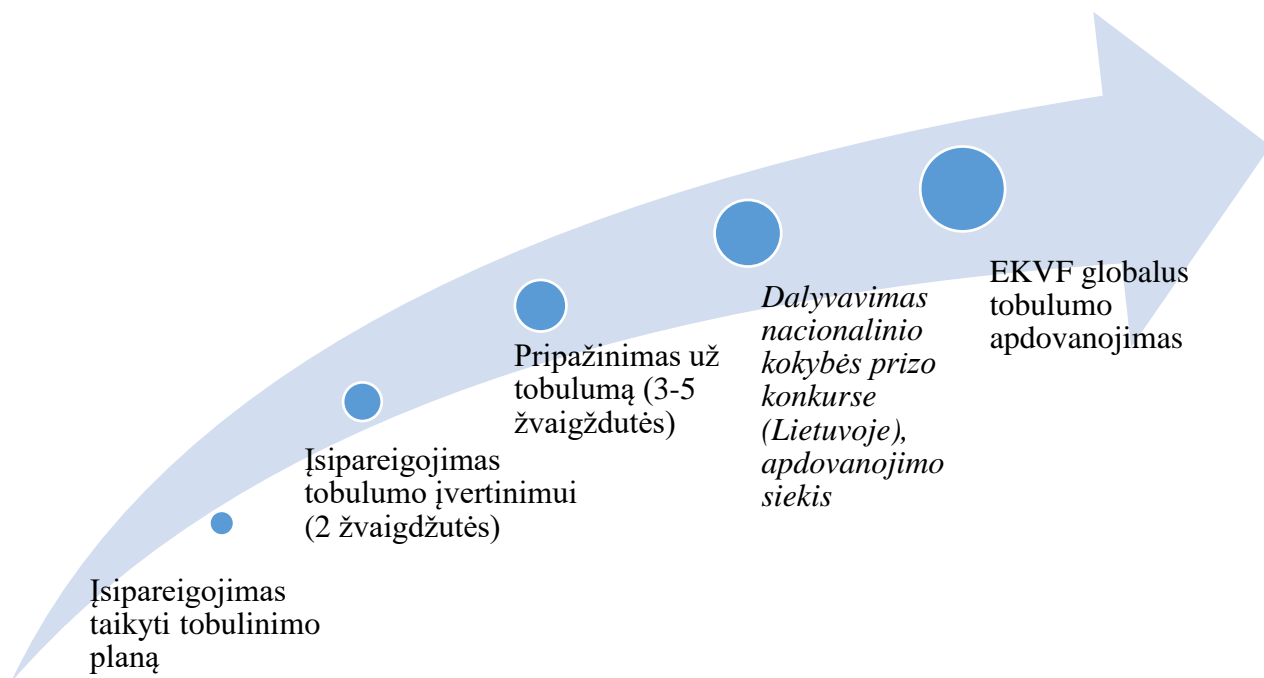 Įsipareigojimas
taikyti tobulinimo
planą
Įsipareigojimas
tobulumo įvertinimui
(2 žvaigdžutės)
Pripažinimas už
tobulumą (3-5
žvaigždutės)
Dalyvavimas
nacionalinio
kokybės prizo
konkurse
(Lietuvoje),
apdovanojimo
siekis
EKVF globalus
tobulumo
apdovanojimas